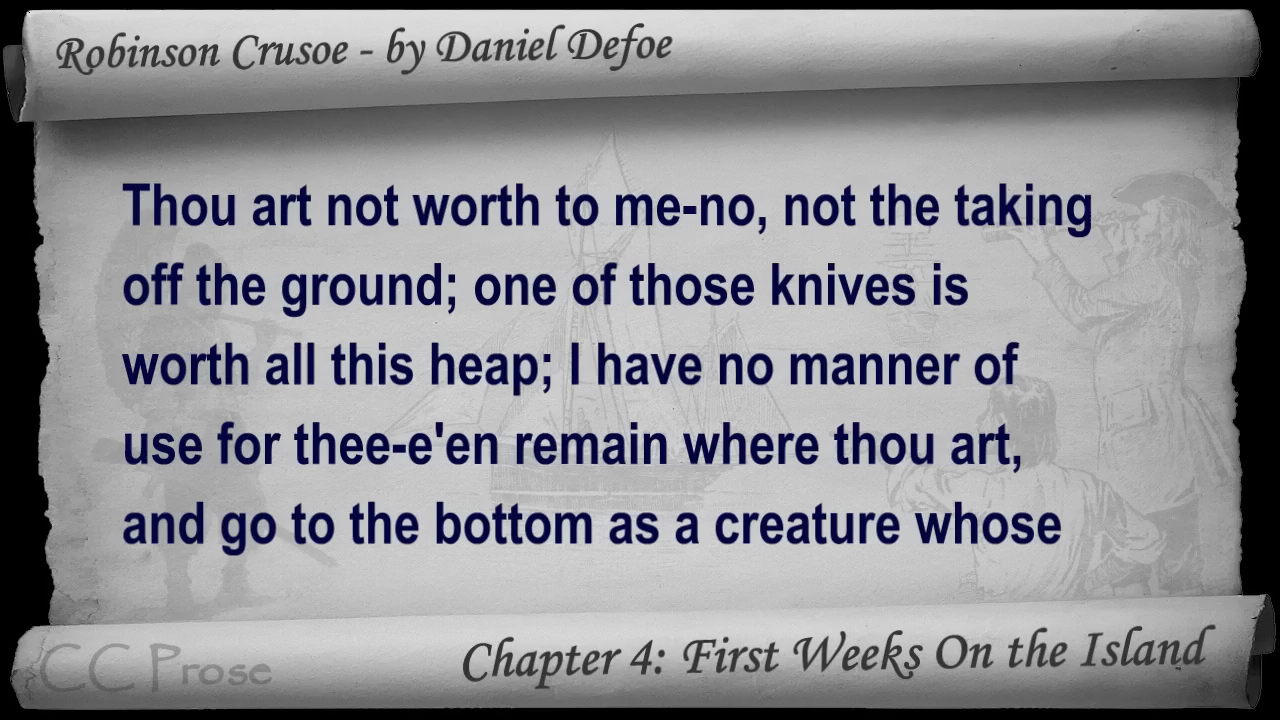 Robinson Crusoe - by Daniel Defoe
Thou art not worth to me-no, not the taking
off the ground; one of those knives is
worth all this heap; I have no manner of
use for thee-e'en remain where thou art,
and go to the bottom as a creature whose
CC Prose
Chapter 4: First Weeks On the Island